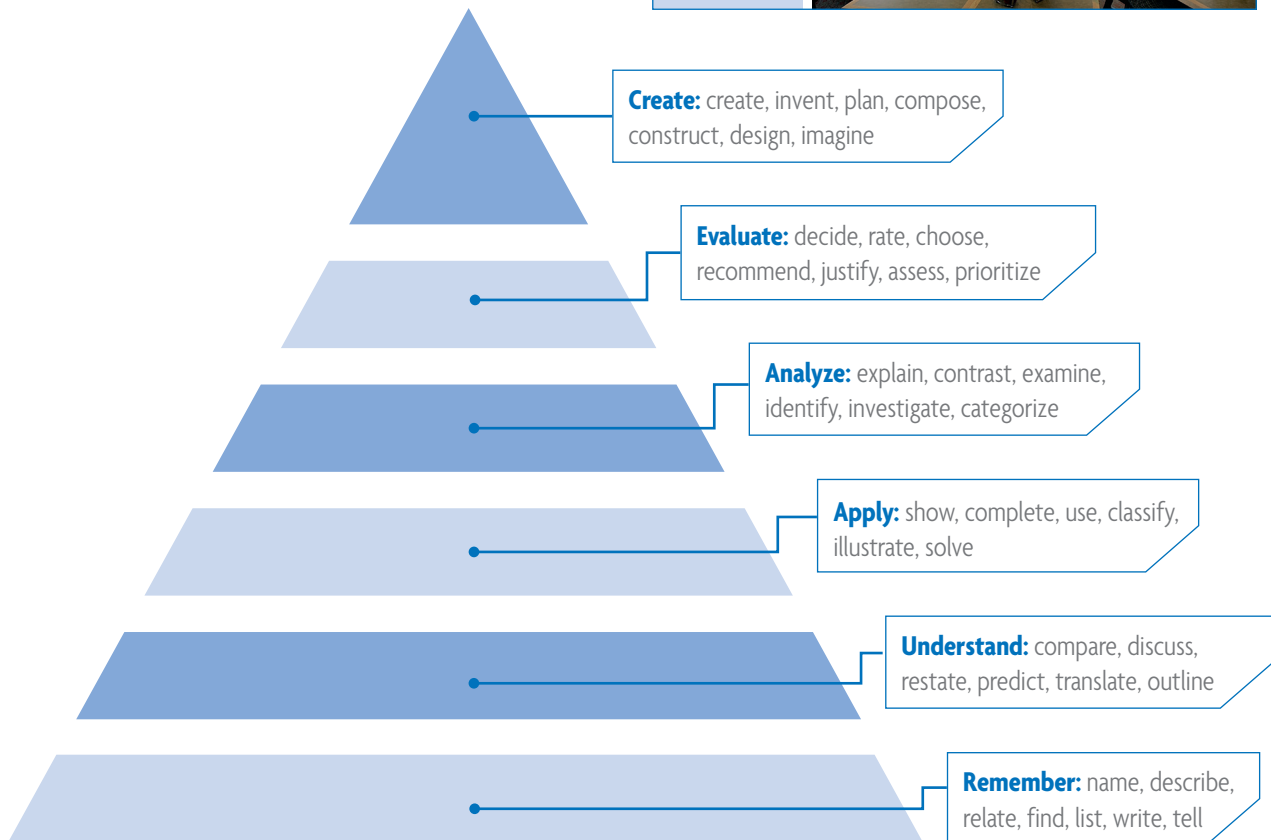 Create: create, invent, plan, compose,
construct, design, imagine
Evaluate: decide, rate, choose,
recommend, justify, assess, prioritize
Analyze: explain, contrast, examine,
identify, investigate, categorize
Apply: show, complete, use, classify,
illustrate, solve
Understand: compare, discuss,
restate, predict, translate, outline
Remember: name, describe,
relate, find, list, write, tell